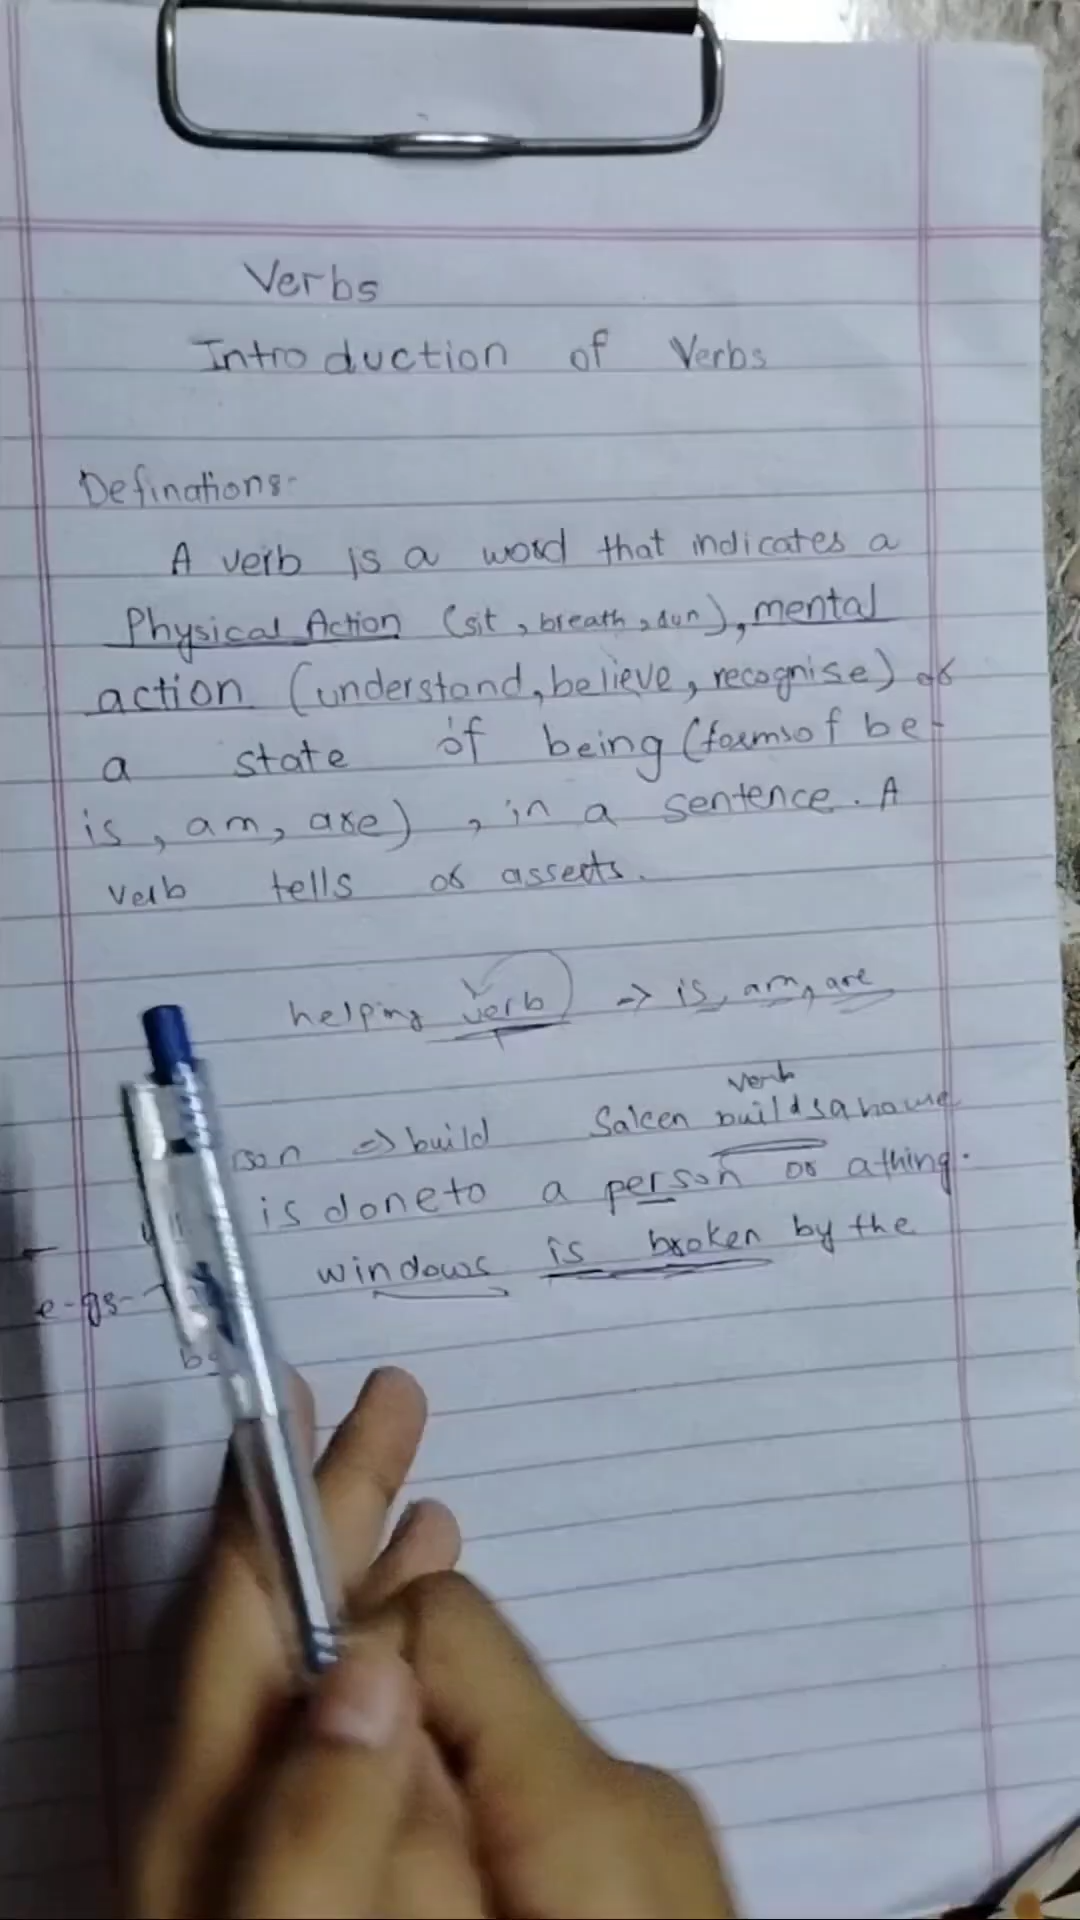 Verbs
Introduction of Verbs
Definations:-
A verb is a word that indicates a
Physical Action (sit, breath, run), mental
action (understand, believe, recognise) or
a state of being (forms of be -
is, am, are) , in a sentence. A
verb tells or asserts.
helping verb -> is, am, are
verb
son => build Saleen builds a house
is done to a person or a thing.
e-gs- windows is broken by the